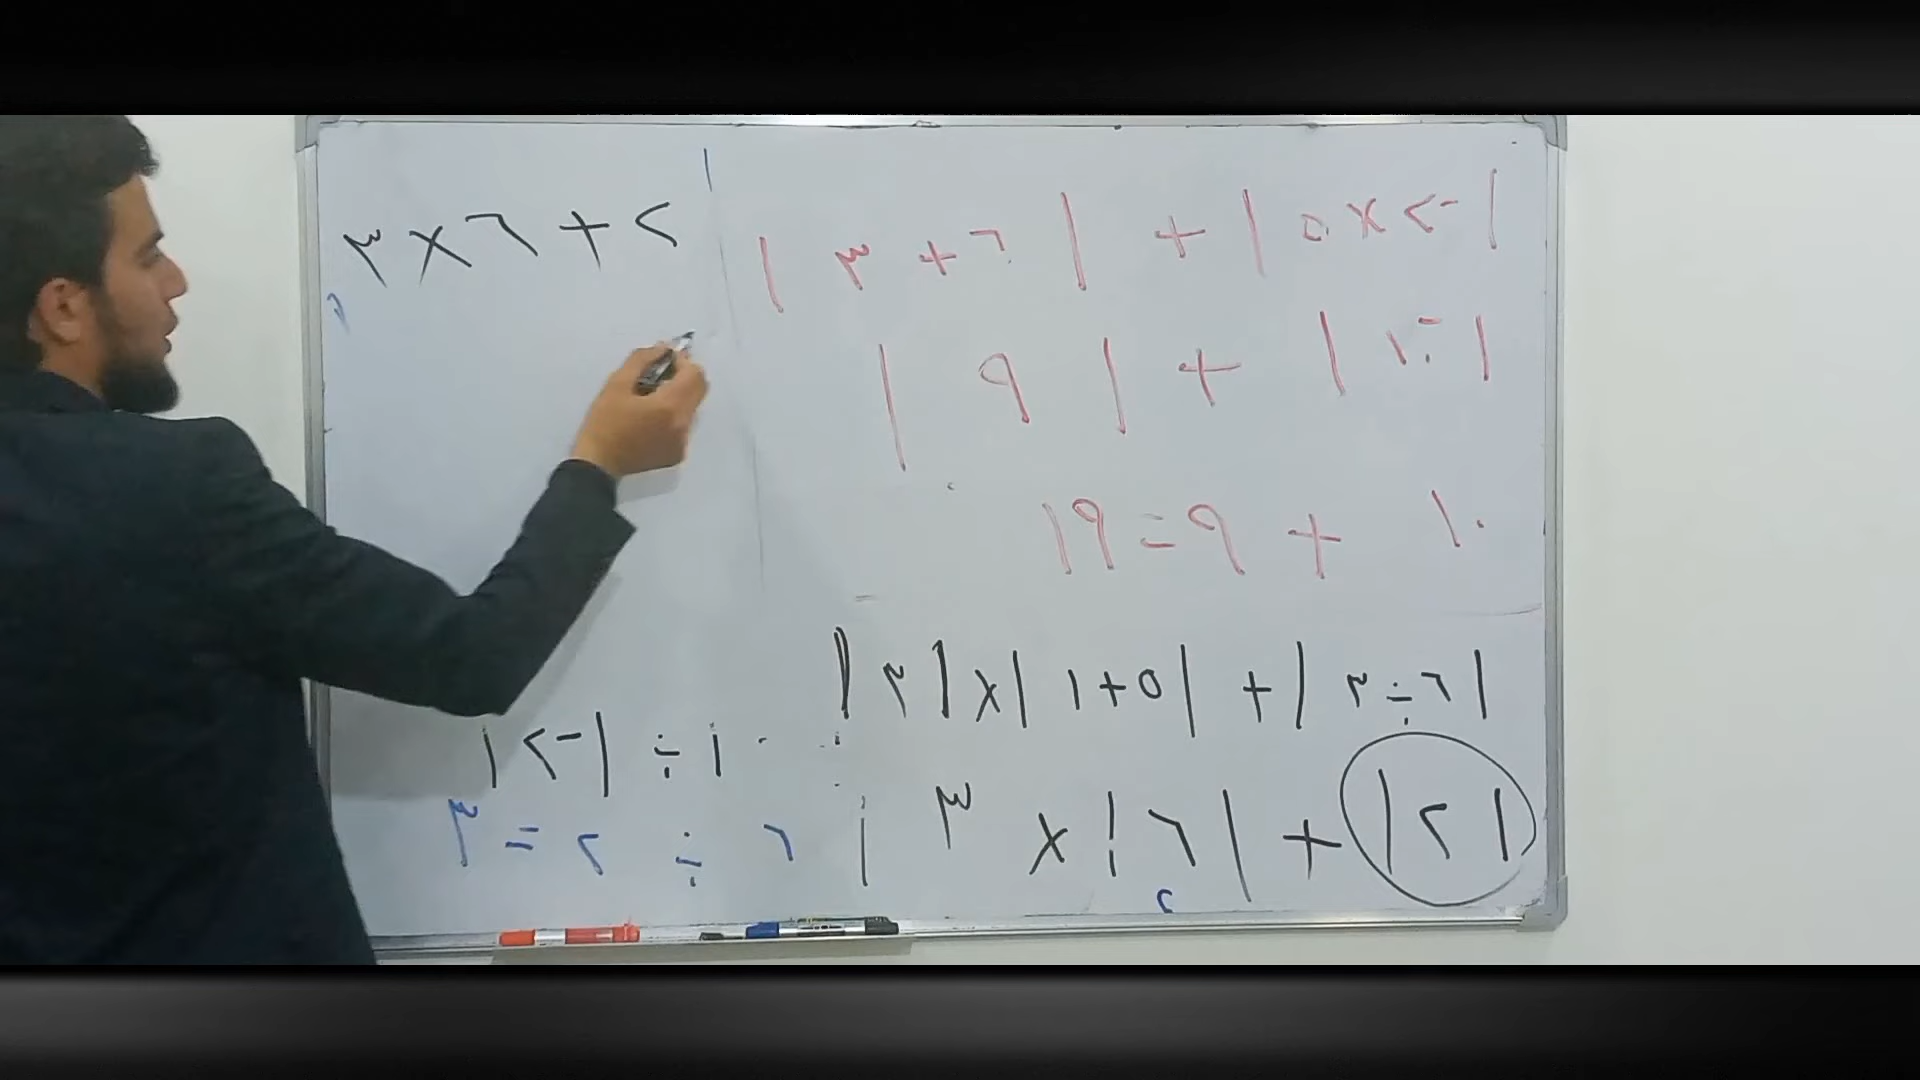 |٣ + ٦| + |٥ × ٢-|
|٩| + |١٠-|
١٩ = ٩ + ١٠
|٣| × |١ + ٥| + |٣ ÷ ٦|
٣ × |٦| + |٢|
٣ × ٦ + ٢
|٢-| ÷
٣ = ٢ ÷ ٦